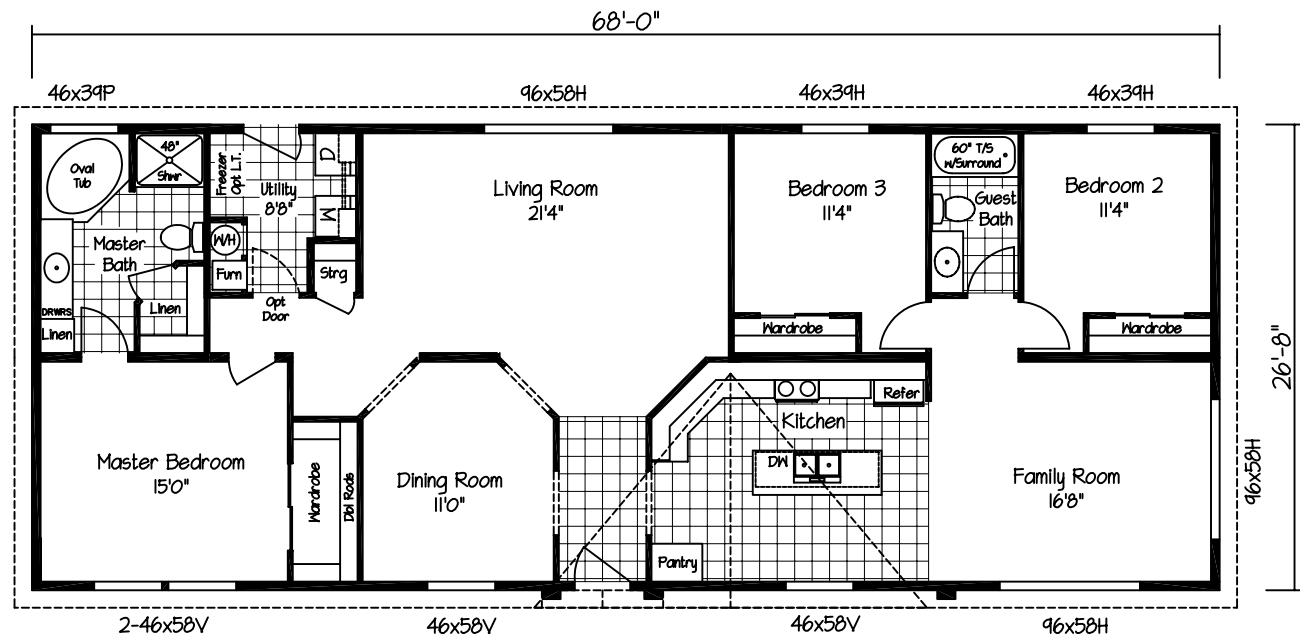 68'-0"
46x39P
96x58H
46x39H
46x39H
Oval
Tub
48"
Shwr
Freezer
Opt L.T.
Utility
8'8"
D
M
W/H
Furn
Strg
Opt
Door
Master
Bath
Linen
DRWRS
Linen
Living Room
21'4"
Bedroom 3
11'4"
Wardrobe
60" T/S
W/Surround
Guest
Bath
Bedroom 2
11'4"
Wardrobe
26'-8"
Master Bedroom
15'0"
Wardrobe
Dbl Rods
Dining Room
11'0"
Kitchen
Refer
DW
Pantry
Family Room
16'8"
96x58H
2-46x58V
46x58V
46x58V
96x58H